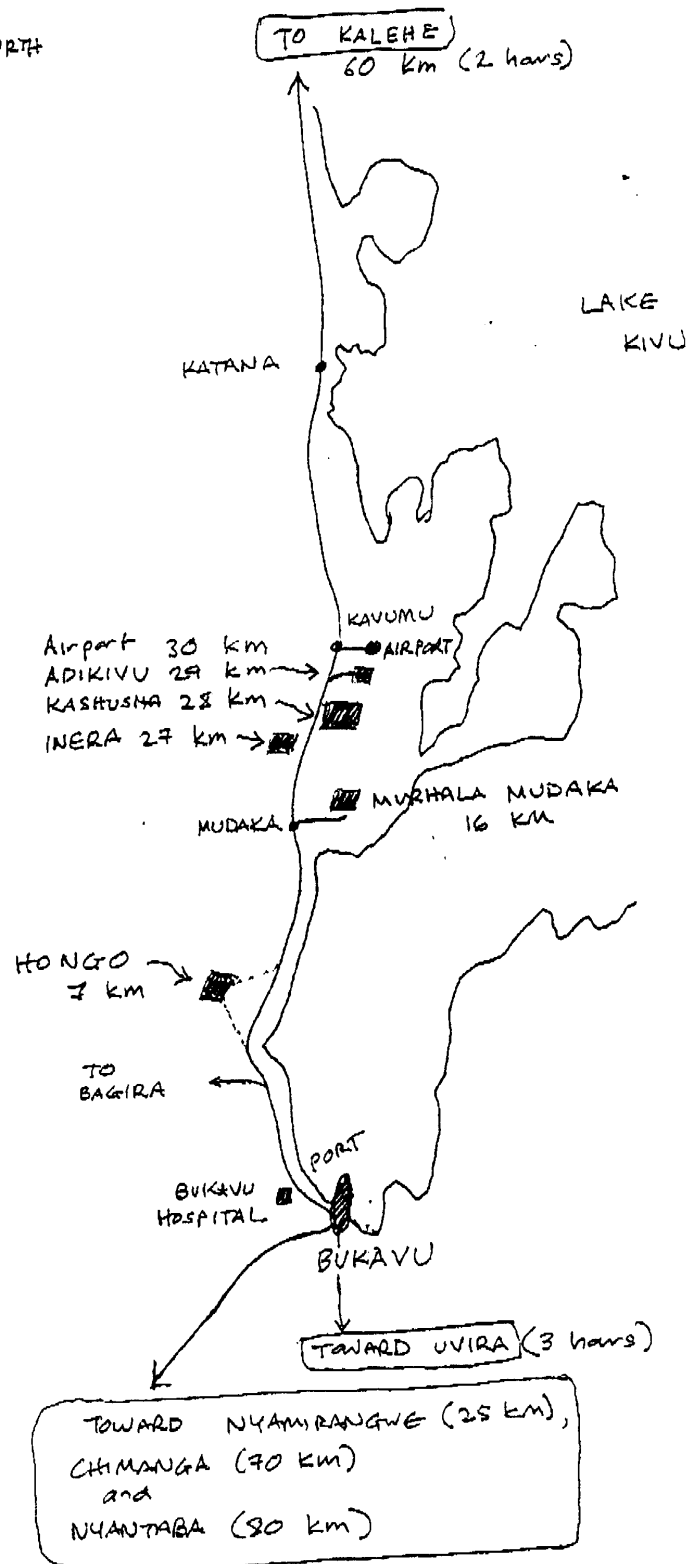 TO KALEHE
60 km (2 hours)
LAKE
KIVU
KATANA
KAVUMU
Airport 30 km
AIRPORT
ADIKIVU 29 km
KASHUSHA 28 km
INERA 27 km
MURHALA MUDAKA
16 KM
MUDAKA
HONGO
7 km
TO
BAGIRA
PORT
BUKAVU
HOSPITAL
BUKAVU
TOWARD UVIRA (3 hours)
TOWARD NYAMIRANGWE (25 km),
CHIMANGA (70 km)
and
NYANTABA (80 km)